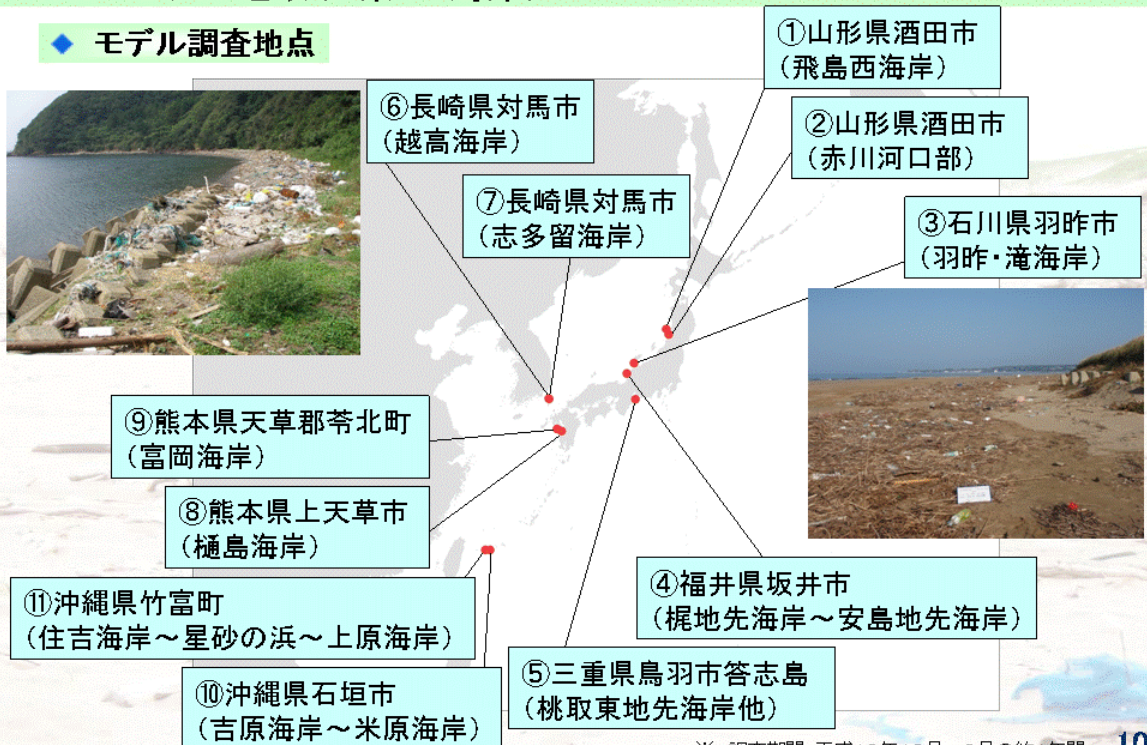 モデル調査地点
①山形県酒田市
（飛島西海岸）
②山形県酒田市
（赤川河口部）
③石川県羽昨市
（羽昨・滝海岸）
⑥長崎県対馬市
（越高海岸）
⑦長崎県対馬市
（志多留海岸）
⑨熊本県天草郡苓北町
（富岡海岸）
⑧熊本県上天草市
（樋島海岸）
⑪沖縄県竹富町
（住吉海岸～星砂の浜～上原海岸）
⑩沖縄県石垣市
（吉原海岸～米原海岸）
④福井県坂井市
（梶地先海岸～安島地先海岸）
⑤三重県鳥羽市答志島
（桃取東地先海岸他）